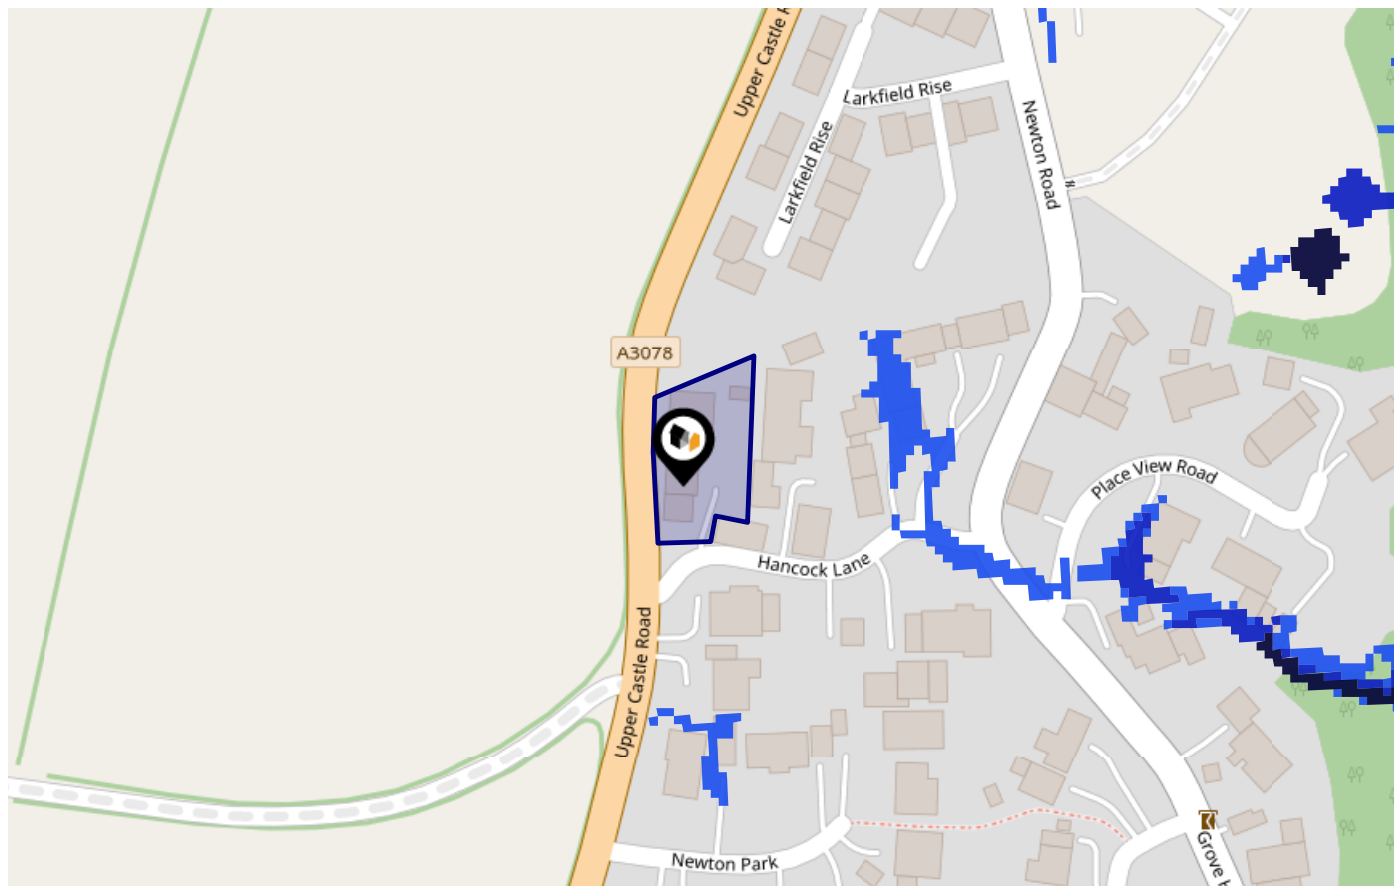 Upper Castle R
Larkfield Rise
Larkfield Rise
Newton Road
A3078
Place View Road
Hancock Lane
Upper Castle Road
Newton Park
Grove H